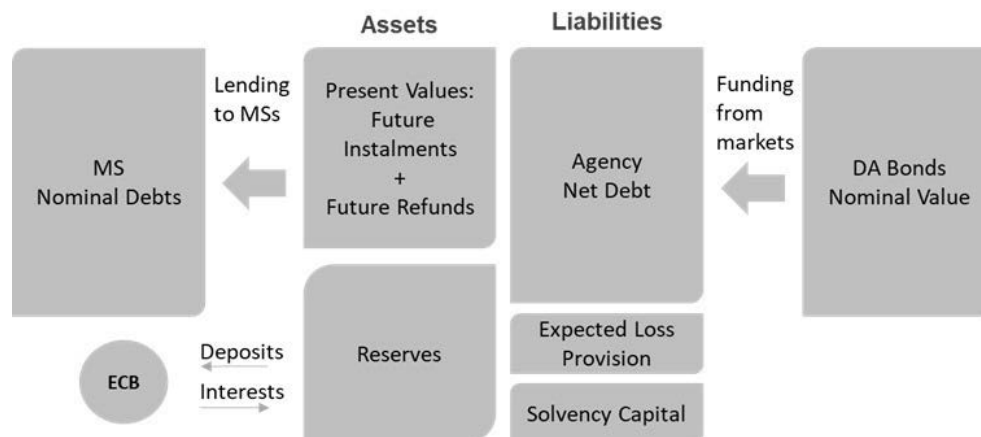 Assets
Liabilities
MS
Nominal Debts
Lending
to MSs
Present Values:
Future
Instalments
+
Future Refunds
Agency
Net Debt
Funding
from
markets
DA Bonds
Nominal Value
ECB
Deposits
Interests
Reserves
Expected Loss
Provision
Solvency Capital